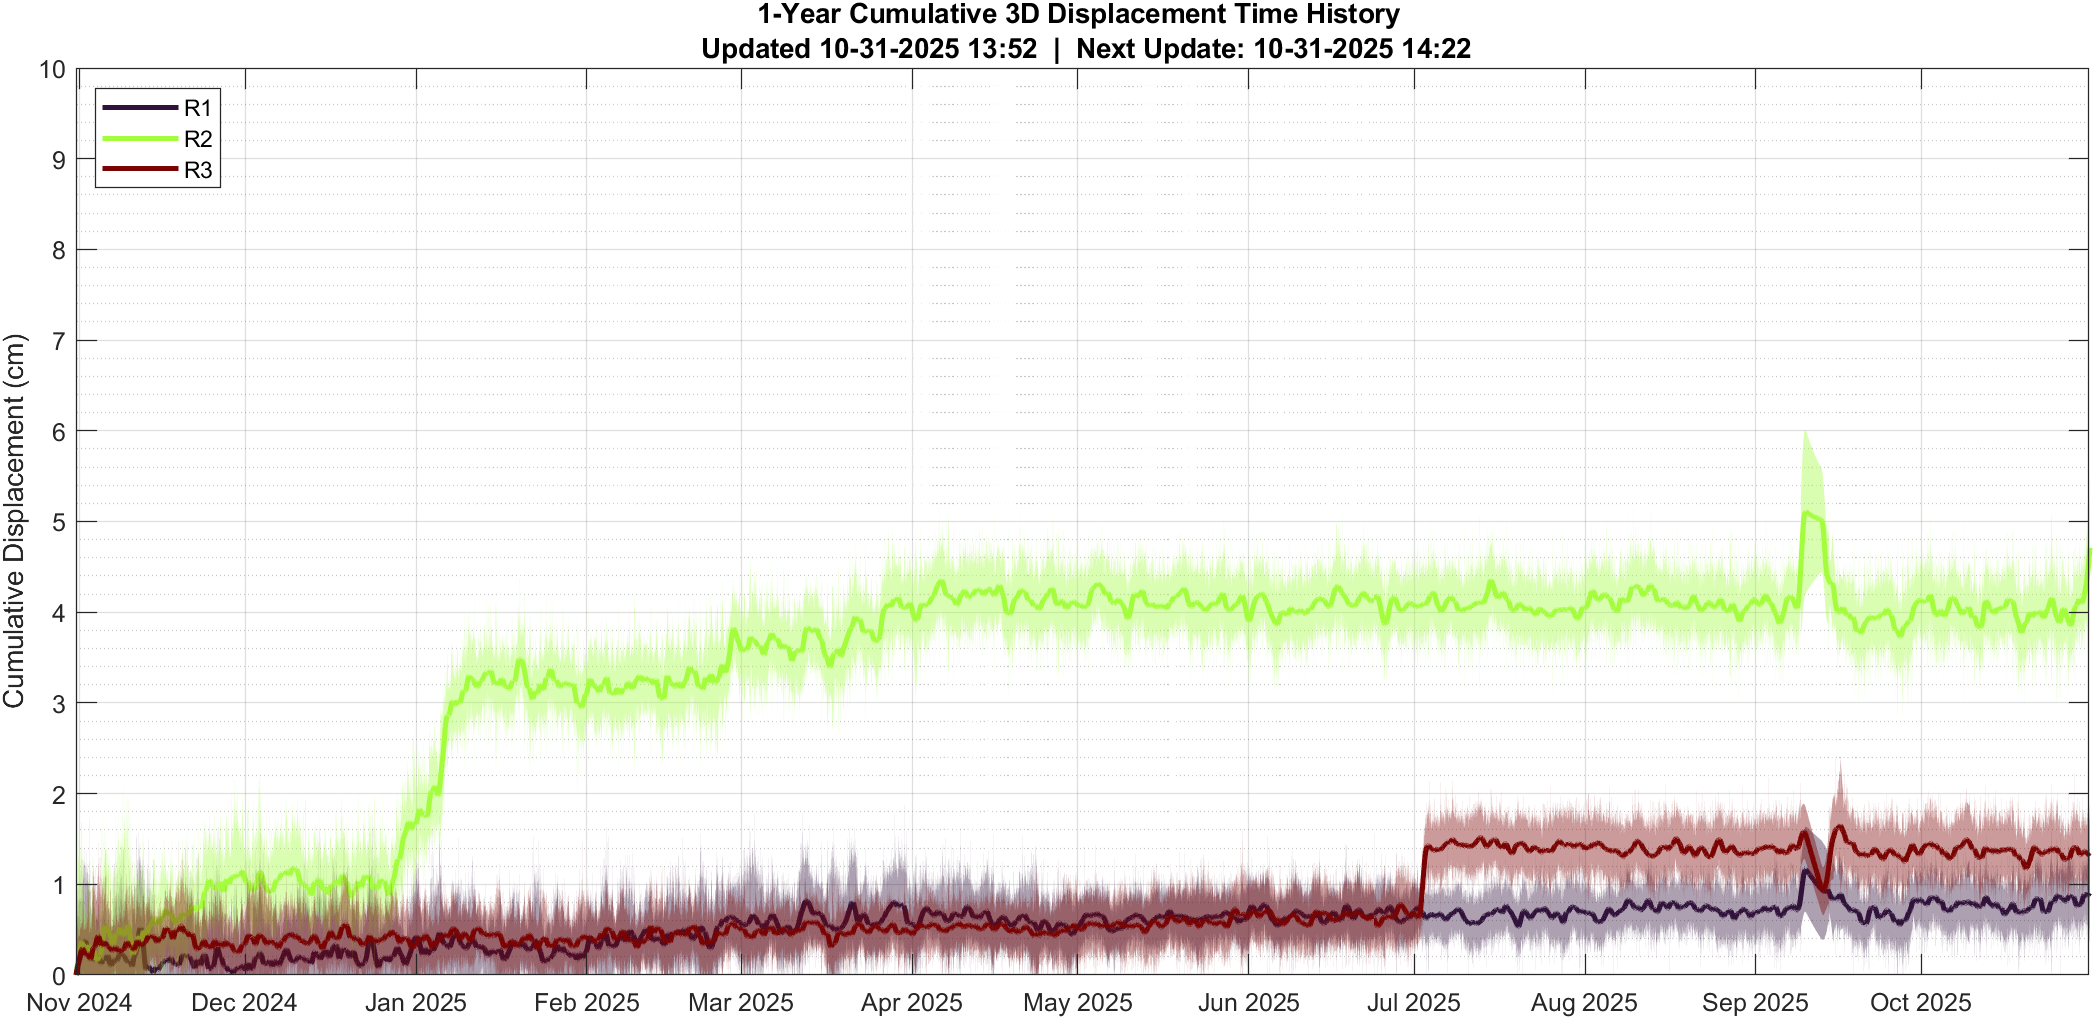 1-Year Cumulative 3D Displacement Time History
Updated 10-31-2025 13:52 | Next Update: 10-31-2025 14:22
R1
R2
R3
Cumulative Displacement (cm)
10
9
8
7
6
5
4
3
2
1
0
Nov 2024
Dec 2024
Jan 2025
Feb 2025
Mar 2025
Apr 2025
May 2025
Jun 2025
Jul 2025
Aug 2025
Sep 2025
Oct 2025